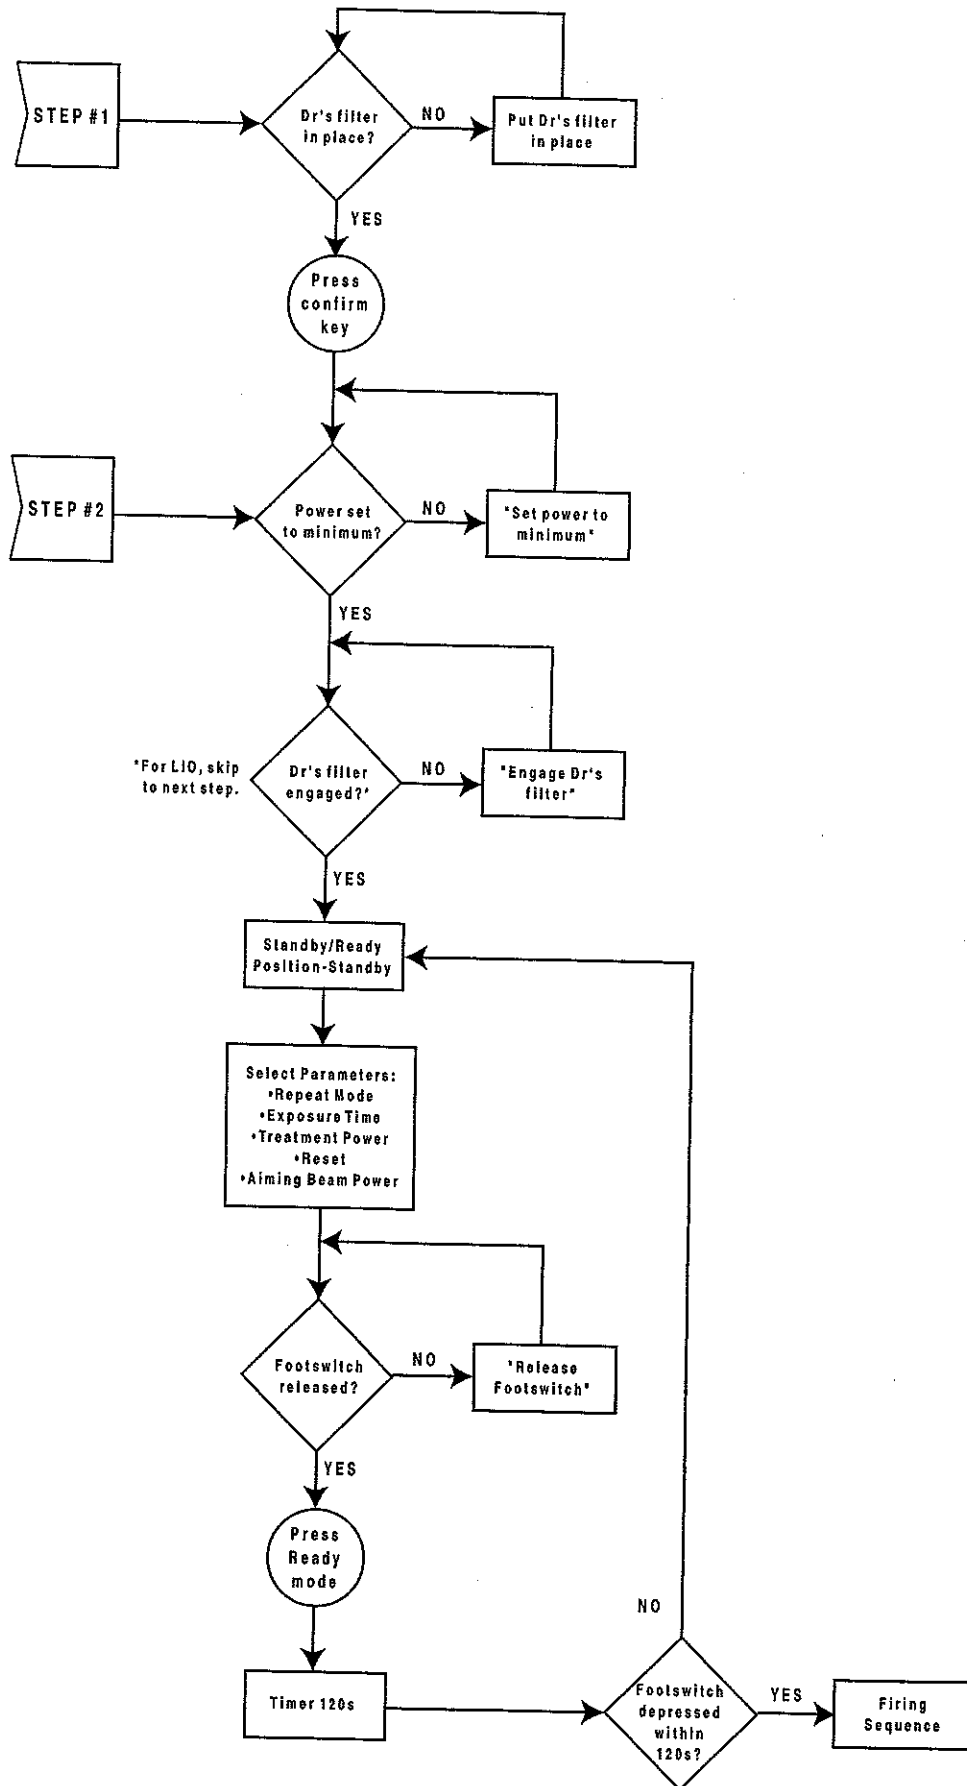 STEP #1
Dr's filter
in place?
NO
Put Dr's filter
in place
YES
Press
confirm
key
STEP #2
Power set
to minimum?
NO
"Set power to
minimum"
YES
*For LIO, skip
to next step.
Dr's filter
engaged?*
NO
"Engage Dr's
filter"
YES
Standby/Ready
Position-Standby
Select Parameters:
•Repeat Mode
•Exposure Time
•Treatment Power
•Reset
•Aiming Beam Power
Footswitch
released?
NO
"Release
Footswitch"
YES
Press
Ready
mode
NO
Timer 120s
Footswitch
depressed
within
120s?
YES
Firing
Sequence